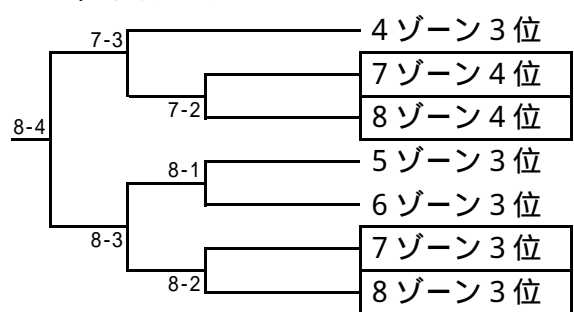 4 ゾーン 3 位
7-3
7 ゾーン 4 位
7-2
8 ゾーン 4 位
8-4
5 ゾーン 3 位
8-1
6 ゾーン 3 位
8-3
7 ゾーン 3 位
8-2
8 ゾーン 3 位